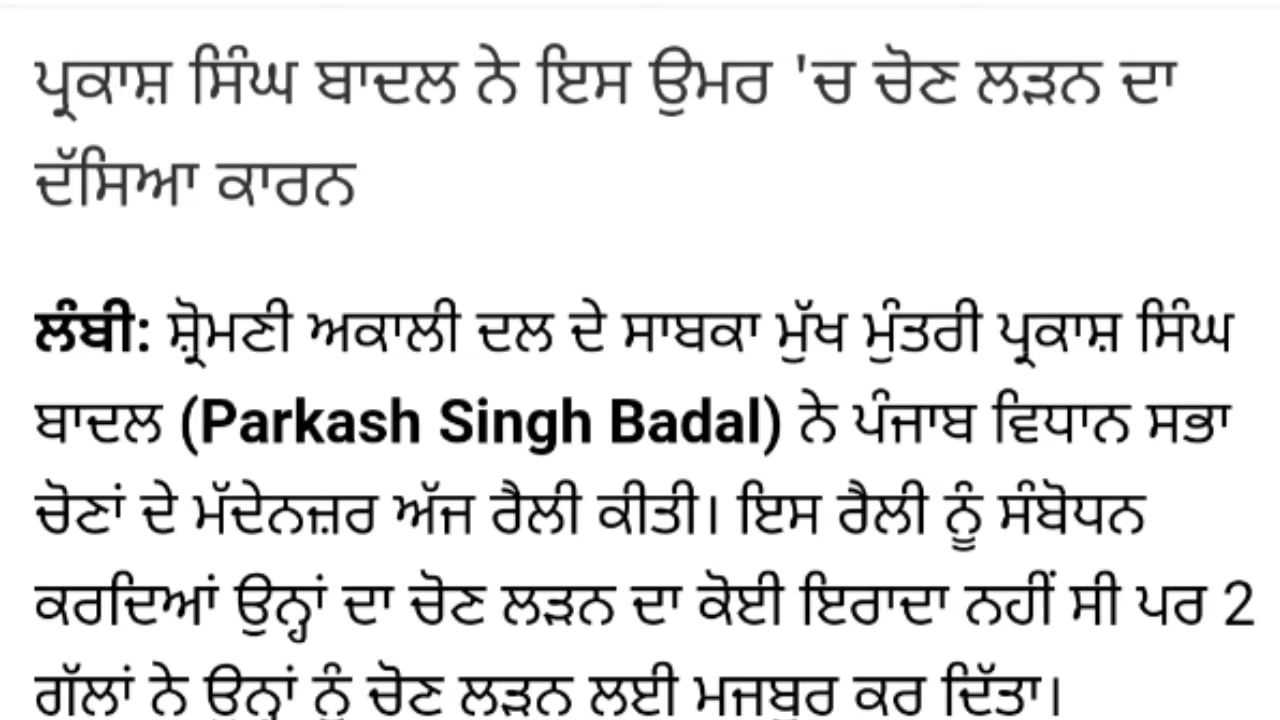 ਪ੍ਰਕਾਸ਼ ਸਿੰਘ ਬਾਦਲ ਨੇ ਇਸ ਉਮਰ 'ਚ ਚੋਣ ਲੜਨ ਦਾ
ਦੱਸਿਆ ਕਾਰਨ
ਲੰਬੀ: ਸ਼੍ਰੋਮਣੀ ਅਕਾਲੀ ਦਲ ਦੇ ਸਾਬਕਾ ਮੁੱਖ ਮੁੰਤਰੀ ਪ੍ਰਕਾਸ਼ ਸਿੰਘ
ਬਾਦਲ (Parkash Singh Badal) ਨੇ ਪੰਜਾਬ ਵਿਧਾਨ ਸਭਾ
ਚੋਣਾਂ ਦੇ ਮੱਦੇਨਜ਼ਰ ਅੱਜ ਰੈਲੀ ਕੀਤੀ। ਇਸ ਰੈਲੀ ਨੂੰ ਸੰਬੋਧਨ
ਕਰਦਿਆਂ ਉਨ੍ਹਾਂ ਦਾ ਚੋਣ ਲੜਨ ਦਾ ਕੋਈ ਇਰਾਦਾ ਨਹੀਂ ਸੀ ਪਰ 2
ਗੱਲਾਂ ਨੇ ਉਨ੍ਹਾਂ ਨੂੰ ਚੋਣ ਲੜਨ ਲਈ ਮਜਬੂਰ ਕਰ ਦਿੱਤਾ।